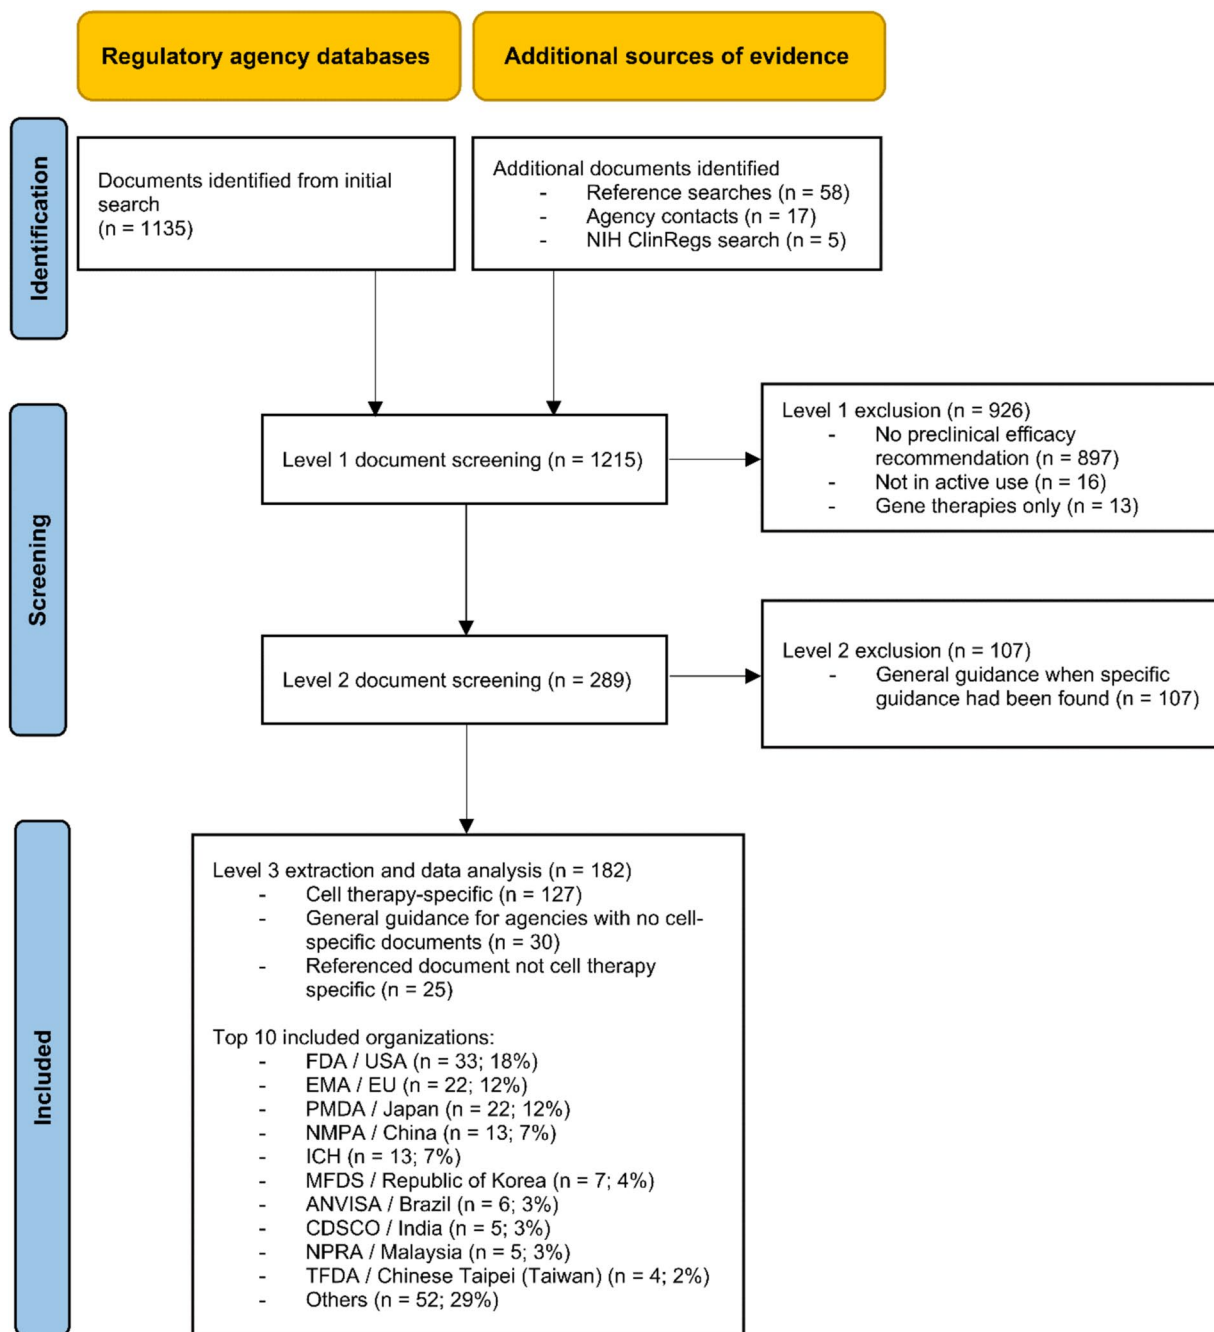 Regulatory agency databases
Additional sources of evidence
Identification
Documents identified from initial
search
(n = 1135)
Additional documents identified
- Reference searches (n = 58)
- Agency contacts (n = 17)
- NIH ClinRegs search (n = 5)
Screening
Level 1 document screening (n = 1215)
Level 1 exclusion (n = 926)
- No preclinical efficacy
recommendation (n = 897)
- Not in active use (n = 16)
- Gene therapies only (n = 13)
Level 2 document screening (n = 289)
Level 2 exclusion (n = 107)
- General guidance when specific
guidance had been found (n = 107)
Included
Level 3 extraction and data analysis (n = 182)
- Cell therapy-specific (n = 127)
- General guidance for agencies with no cell-
specific documents (n = 30)
- Referenced document not cell therapy
specific (n = 25)
Top 10 included organizations:
- FDA / USA (n = 33; 18%)
- EMA / EU (n = 22; 12%)
- PMDA / Japan (n = 22; 12%)
- NMPA / China (n = 13; 7%)
- ICH (n = 13; 7%)
- MFDS / Republic of Korea (n = 7; 4%)
- ANVISA / Brazil (n = 6; 3%)
- CDSCO / India (n = 5; 3%)
- NPRA / Malaysia (n = 5; 3%)
- TFDA / Chinese Taipei (Taiwan) (n = 4; 2%)
- Others (n = 52; 29%)